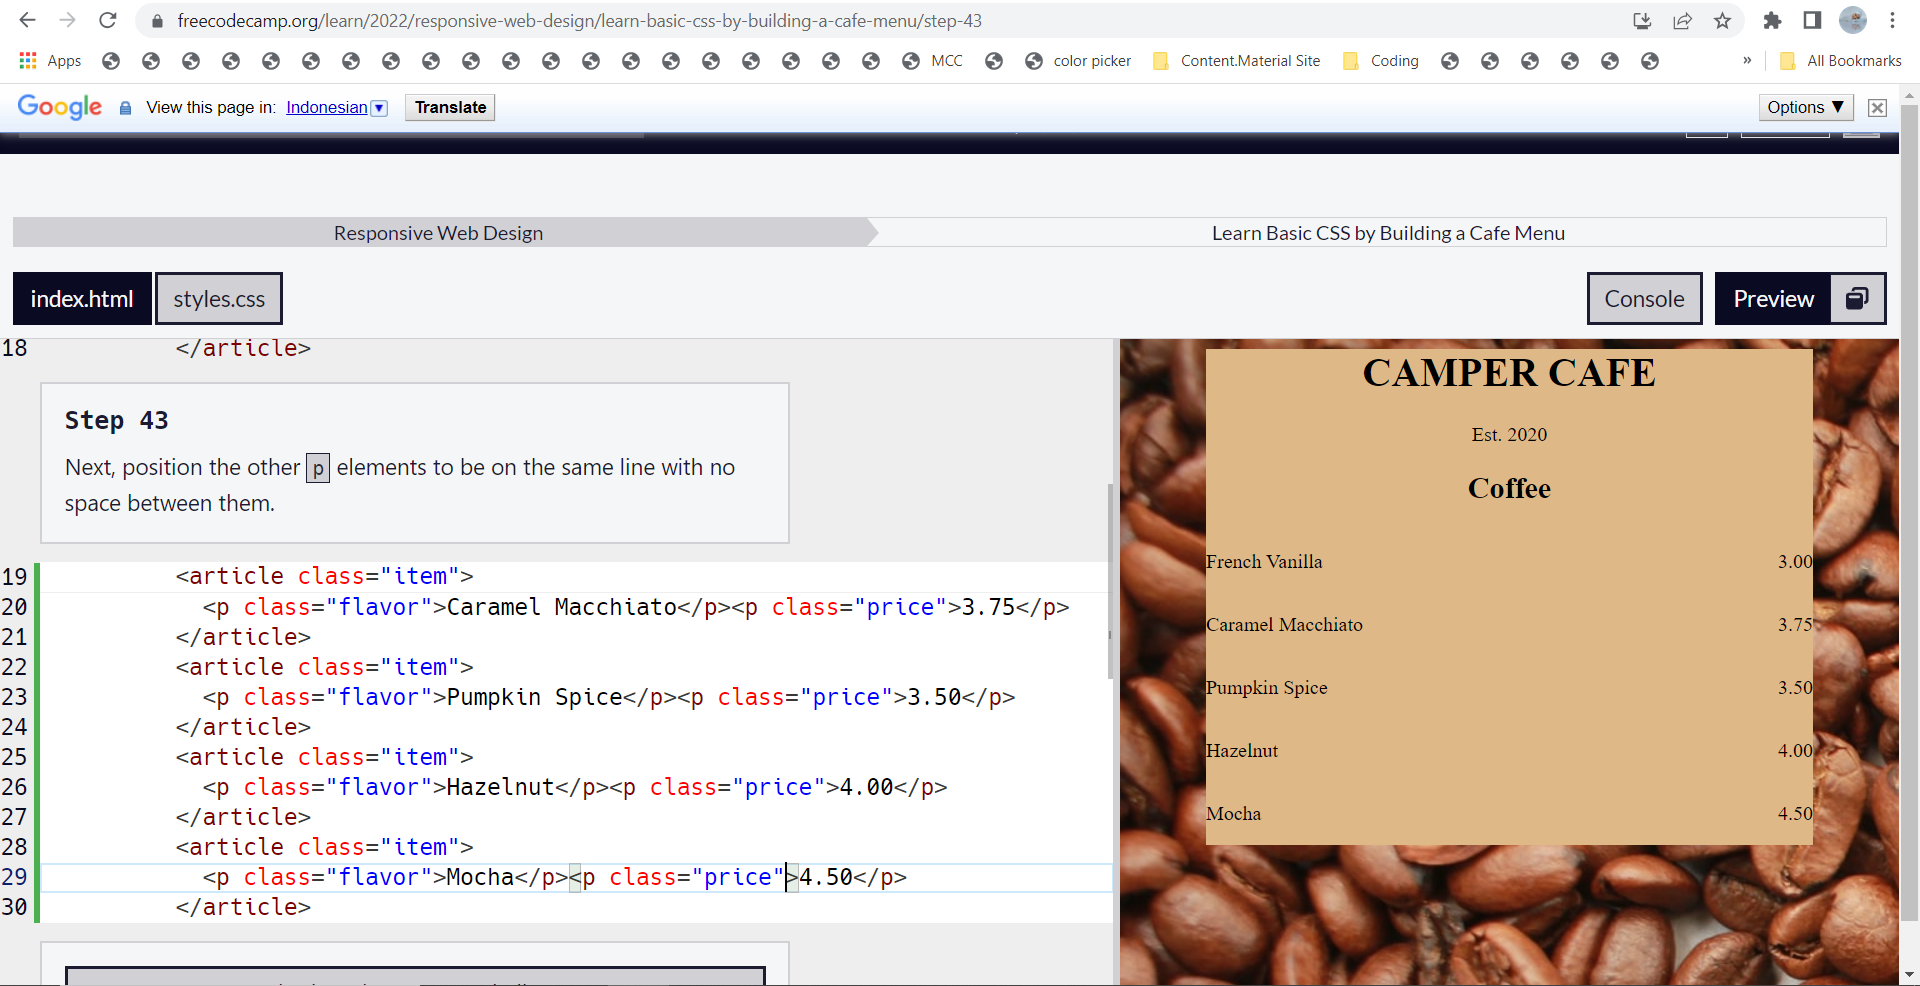 freecodecamp.org/learn/2022/responsive-web-design/learn-basic-css-by-building-a-cafe-menu/step-43
Apps MCC color picker Content.Material Site Coding » All Bookmarks
Google View this page in: Indonesian Translate Options
Responsive Web Design Learn Basic CSS by Building a Cafe Menu
index.html styles.css Console Preview
18 </article>
Step 43
Next, position the other p elements to be on the same line with no
space between them.
19 <article class="item">
20 <p class="flavor">Caramel Macchiato</p><p class="price">3.75</p>
21 </article>
22 <article class="item">
23 <p class="flavor">Pumpkin Spice</p><p class="price">3.50</p>
24 </article>
25 <article class="item">
26 <p class="flavor">Hazelnut</p><p class="price">4.00</p>
27 </article>
28 <article class="item">
29 <p class="flavor">Mocha</p><p class="price">4.50</p>
30 </article>
CAMPER CAFE
Est. 2020
Coffee
French Vanilla 3.00
Caramel Macchiato 3.75
Pumpkin Spice 3.50
Hazelnut 4.00
Mocha 4.50